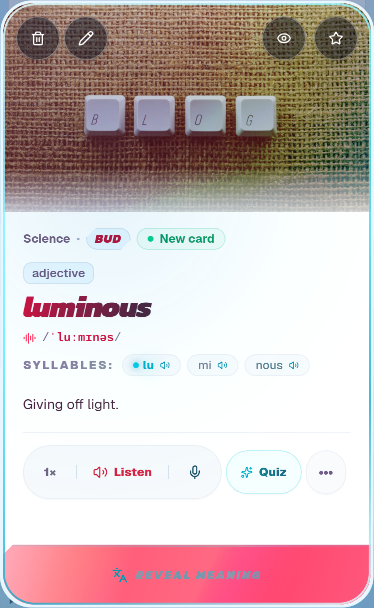 B L O G
Science · BUD New card
adjective
luminous
/ˈluːmɪnəs/
SYLLABLES: lu mi nous
Giving off light.
1× Listen Quiz
REVEAL MEANING